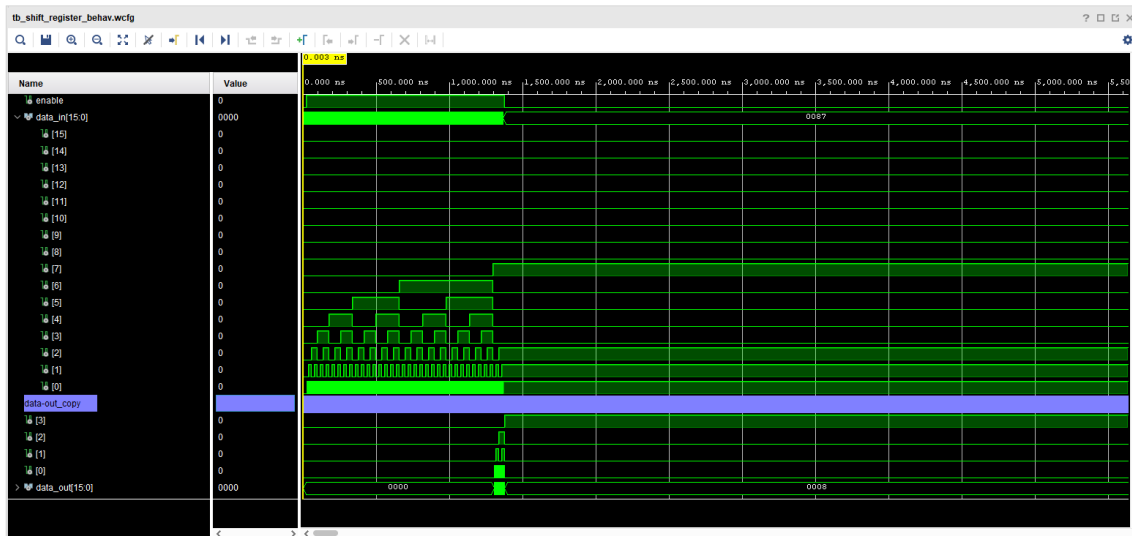 tb_shift_register_behav.wcfg
0.003 ns
Name Value
0.000 ns 500.000 ns 1,000.000 ns 1,500.000 ns 2,000.000 ns 2,500.000 ns 3,000.000 ns 3,500.000 ns 4,000.000 ns 4,500.000 ns 5,000.000 ns 5,50
enable 0
data_in[15:0] 0000 0087
[15] 0
[14] 0
[13] 0
[12] 0
[11] 0
[10] 0
[9] 0
[8] 0
[7] 0
[6] 0
[5] 0
[4] 0
[3] 0
[2] 0
[1] 0
[0] 0
data-out_copy
[3] 0
[2] 0
[1] 0
[0] 0
data_out[15:0] 0000 0000 0008